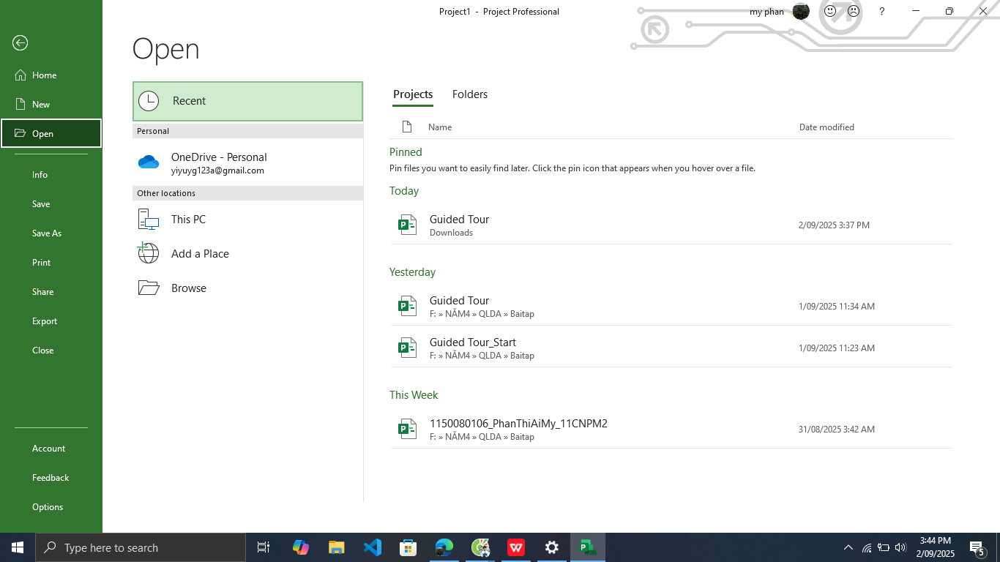 Project1 - Project Professional
my phan
?
Open
Home
New
Open
Info
Save
Save As
Print
Share
Export
Close
Account
Feedback
Options
Recent
Personal
OneDrive - Personal
yiyuyg123a@gmail.com
Other locations
This PC
Add a Place
Browse
Projects Folders
Name Date modified
Pinned
Pin files you want to easily find later. Click the pin icon that appears when you hover over a file.
Today
Guided Tour
Downloads
2/09/2025 3:37 PM
Yesterday
Guided Tour
F: » NĂM4 » QLDA » Baitap
1/09/2025 11:34 AM
Guided Tour_Start
F: » NĂM4 » QLDA » Baitap
1/09/2025 11:23 AM
This Week
1150080106_PhanThiAiMy_11CNPM2
F: » NĂM4 » QLDA » Baitap
31/08/2025 3:42 AM
Type here to search
3:44 PM
2/09/2025
5